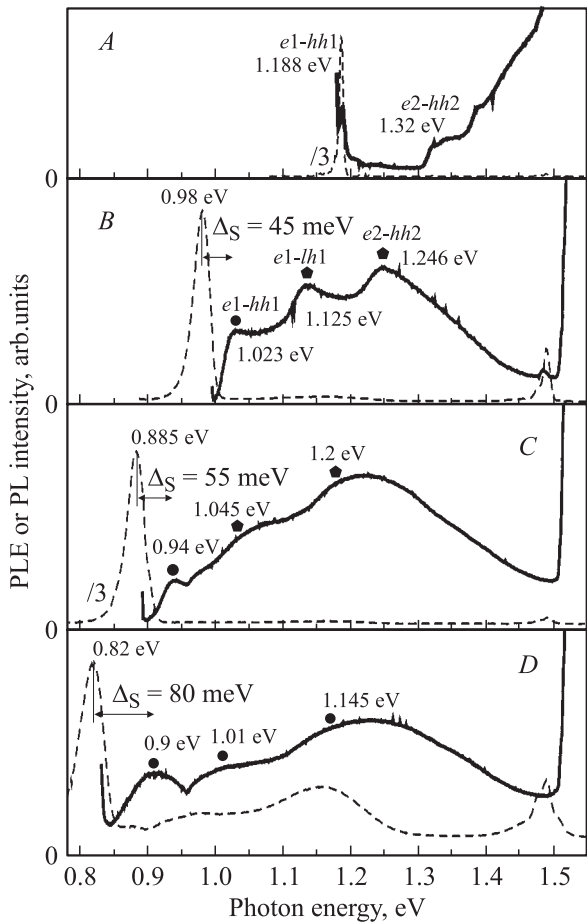 A
e1-hh1
1.188 eV
e2-hh2
1.32 eV
/3
0
B
0.98 eV
ΔS = 45 meV
e1-lh1
e2-hh2
1.246 eV
e1-hh1
1.125 eV
1.023 eV
0
C
0.885 eV
1.2 eV
ΔS = 55 meV
1.045 eV
0.94 eV
/3
0
D
0.82 eV
ΔS = 80 meV
1.145 eV
1.01 eV
0.9 eV
0
PLE or PL intensity, arb.units
0.8 0.9 1.0 1.1 1.2 1.3 1.4 1.5
Photon energy, eV